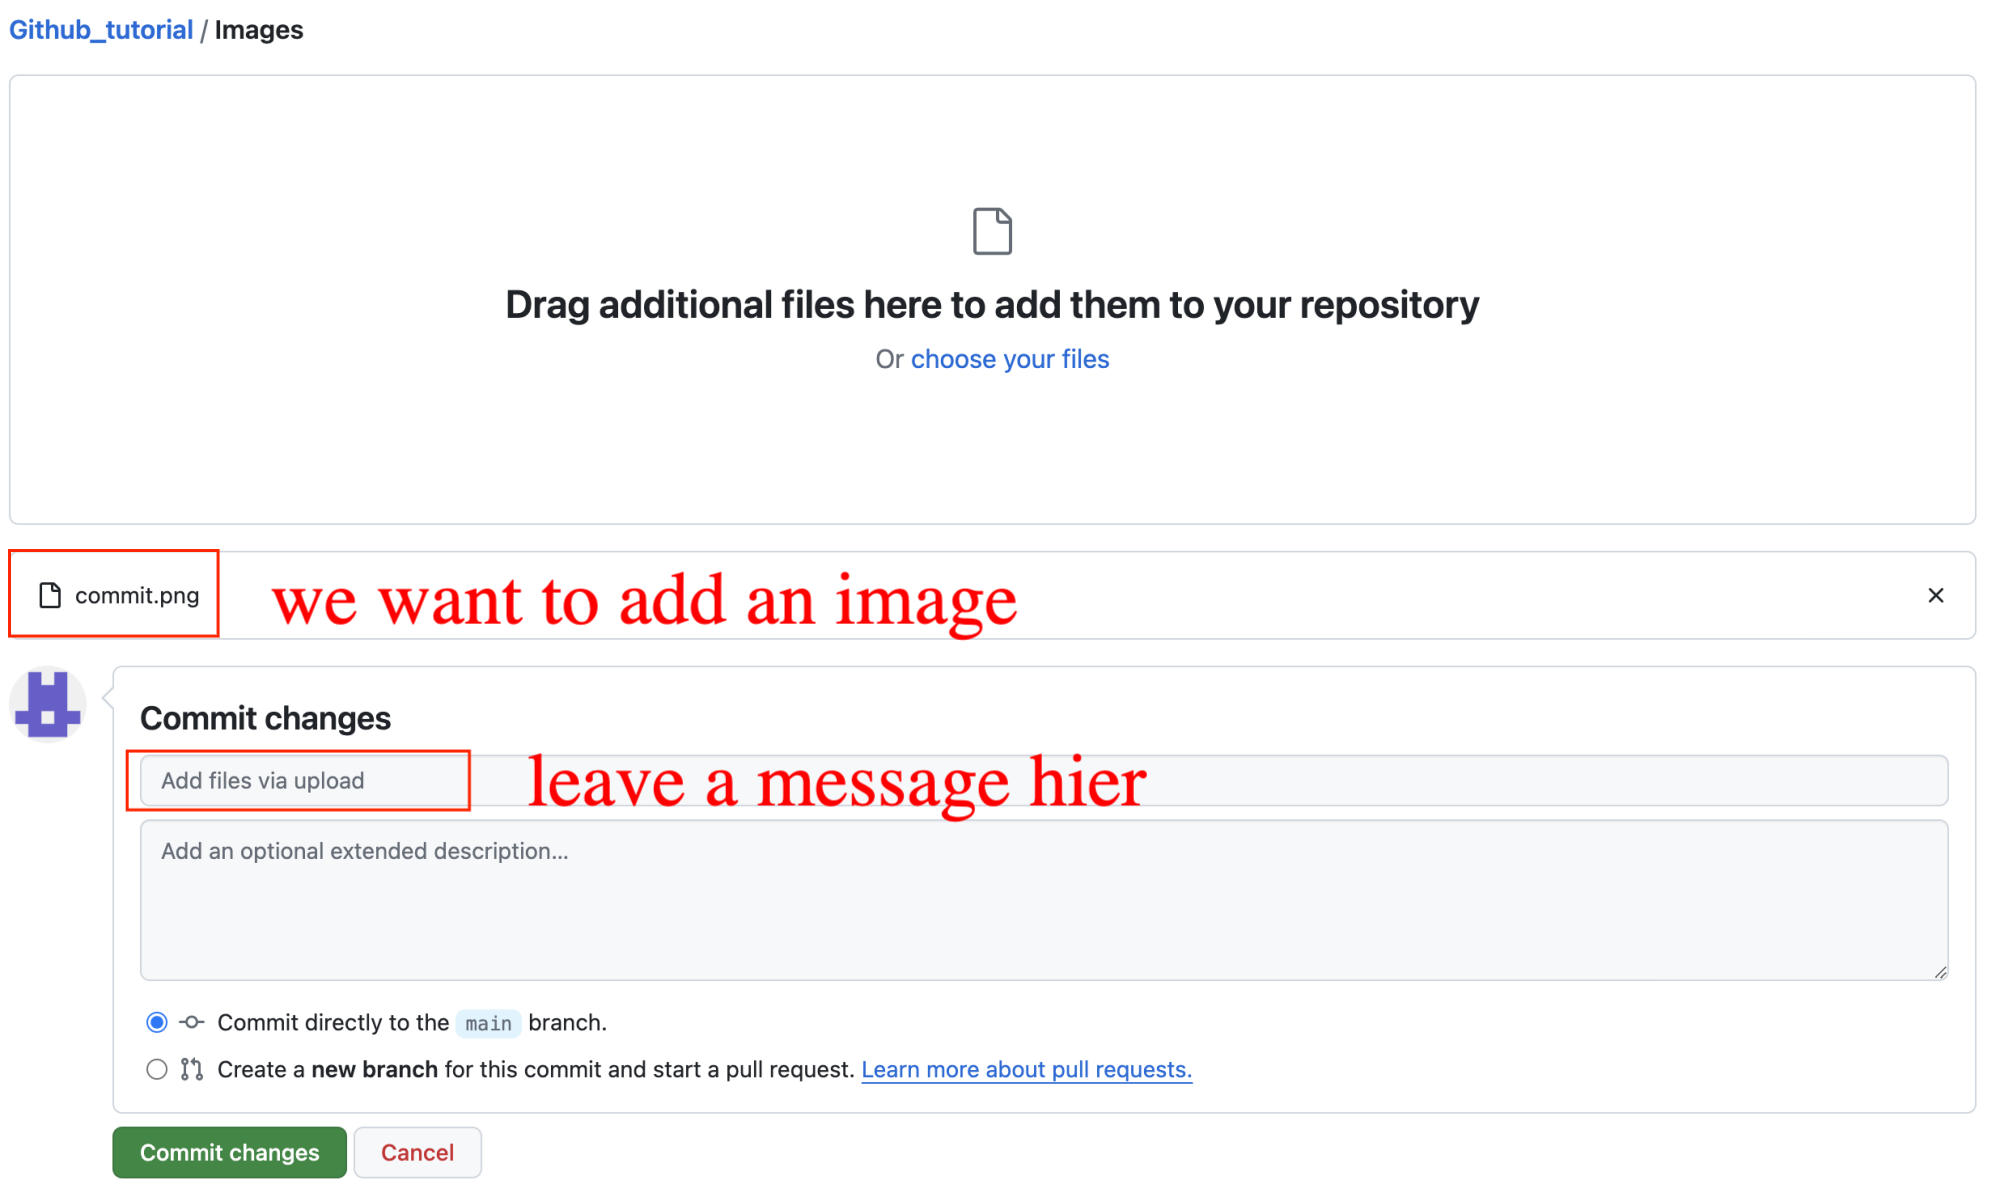 Github_tutorial / Images
Drag additional files here to add them to your repository
Or choose your files
commit.png we want to add an image
Commit changes
Add files via upload leave a message hier
Add an optional extended description...
Commit directly to the main branch.
Create a new branch for this commit and start a pull request. Learn more about pull requests.
Commit changes Cancel